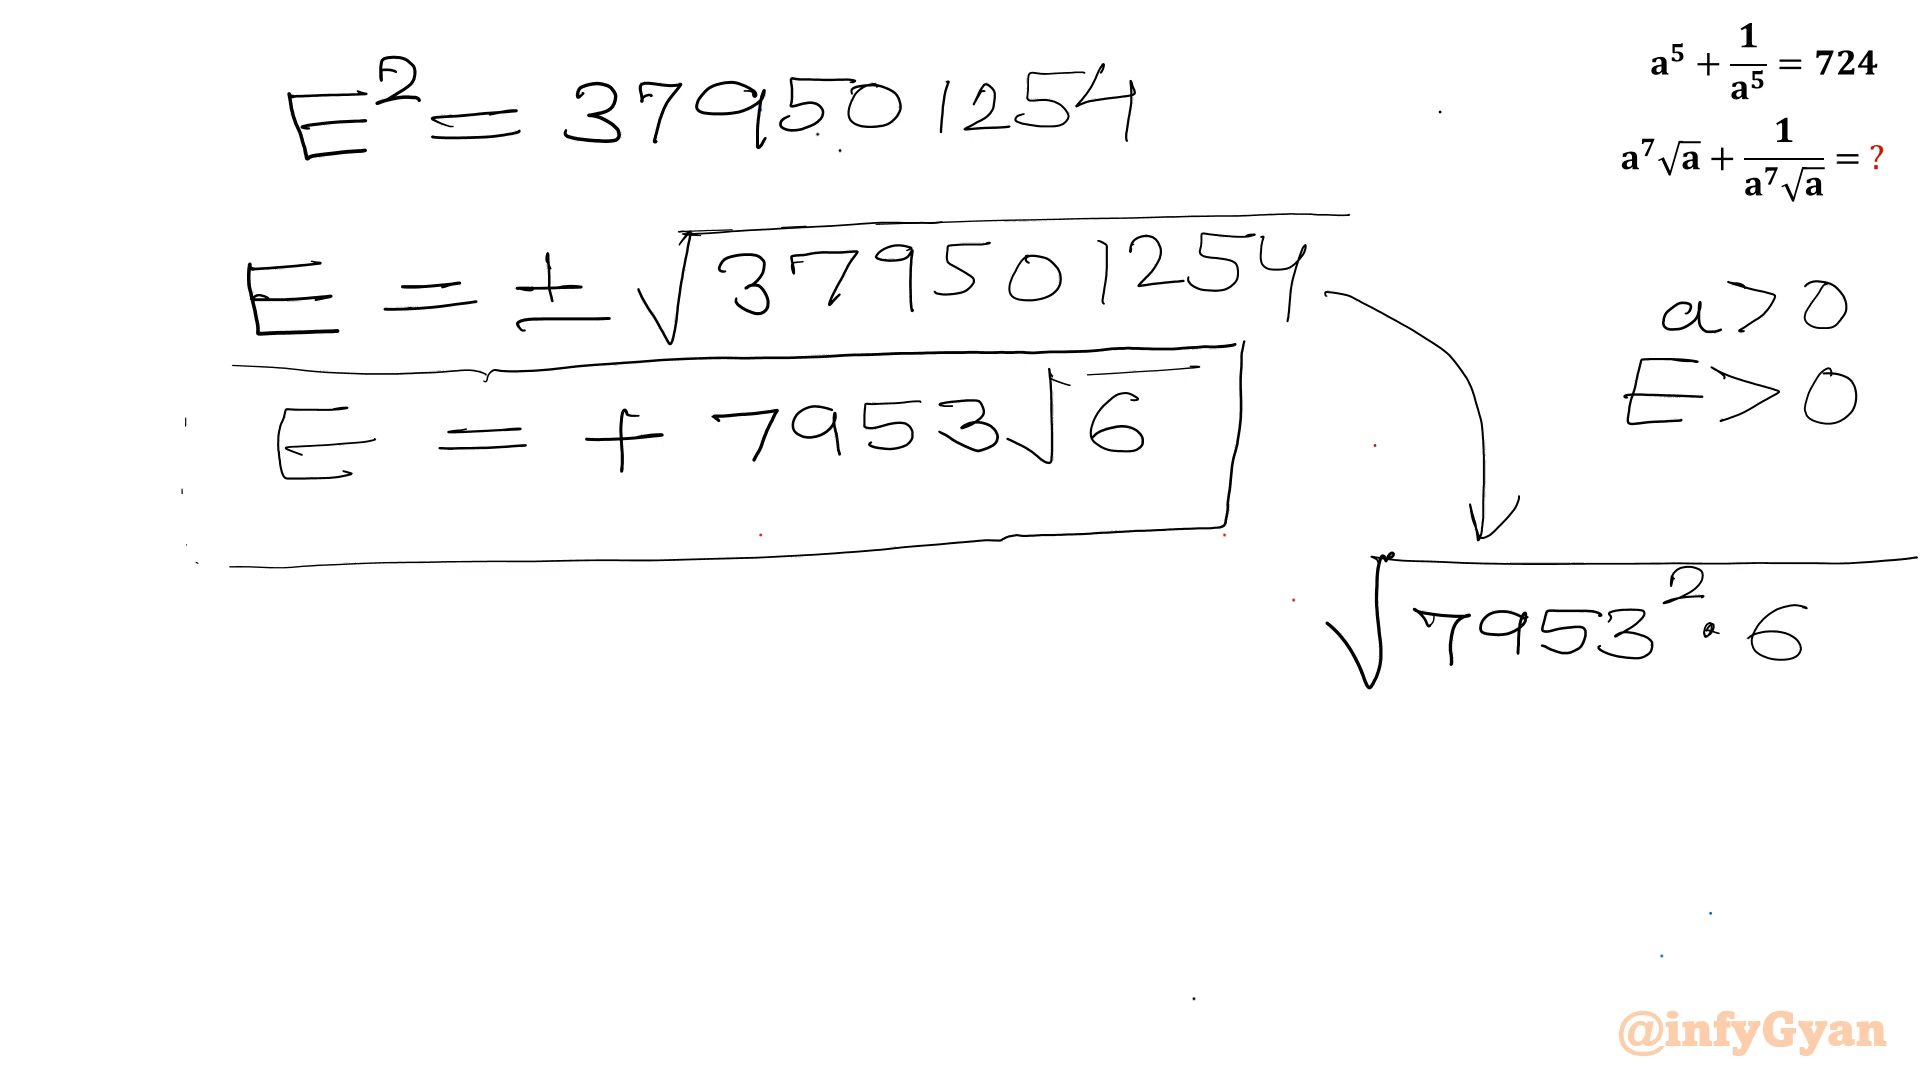 a⁵ + 1/a⁵ = 724
a⁷√a + 1/(a⁷√a) = ?
E² = 379501254
E = ± √379501254
a > 0
E > 0
E = + 7953√6
√(7953² · 6)
@infyGyan